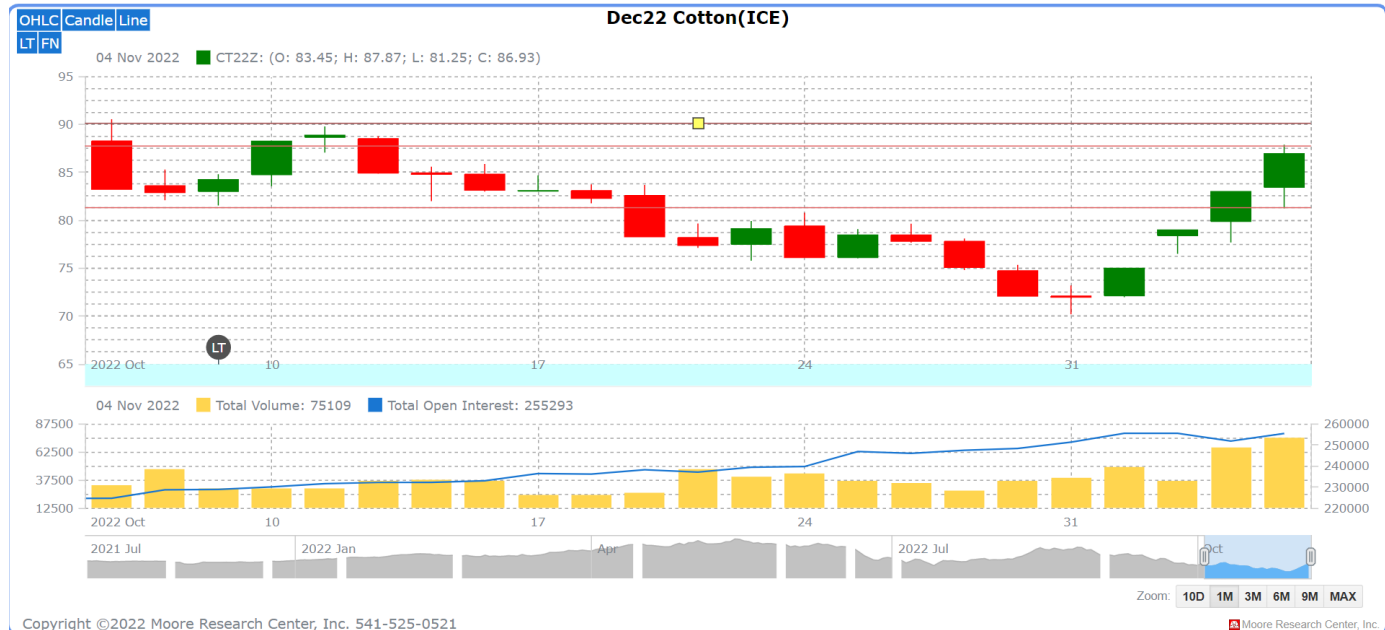 OHLC Candle Line
Dec22 Cotton(ICE)
LT FN
04 Nov 2022 CT22Z: (O: 83.45; H: 87.87; L: 81.25; C: 86.93)
95
90
85
80
75
70
65
LT
2022 Oct 10 17 24 31
04 Nov 2022 Total Volume: 75109 Total Open Interest: 255293
87500 260000
250000
62500
240000
37500
230000
12500 220000
2022 Oct 10 17 24 31
2021 Jul 2022 Jan Apr 2022 Jul Oct
Zoom: 10D 1M 3M 6M 9M MAX
Copyright ©2022 Moore Research Center, Inc. 541-525-0521
Moore Research Center, Inc.